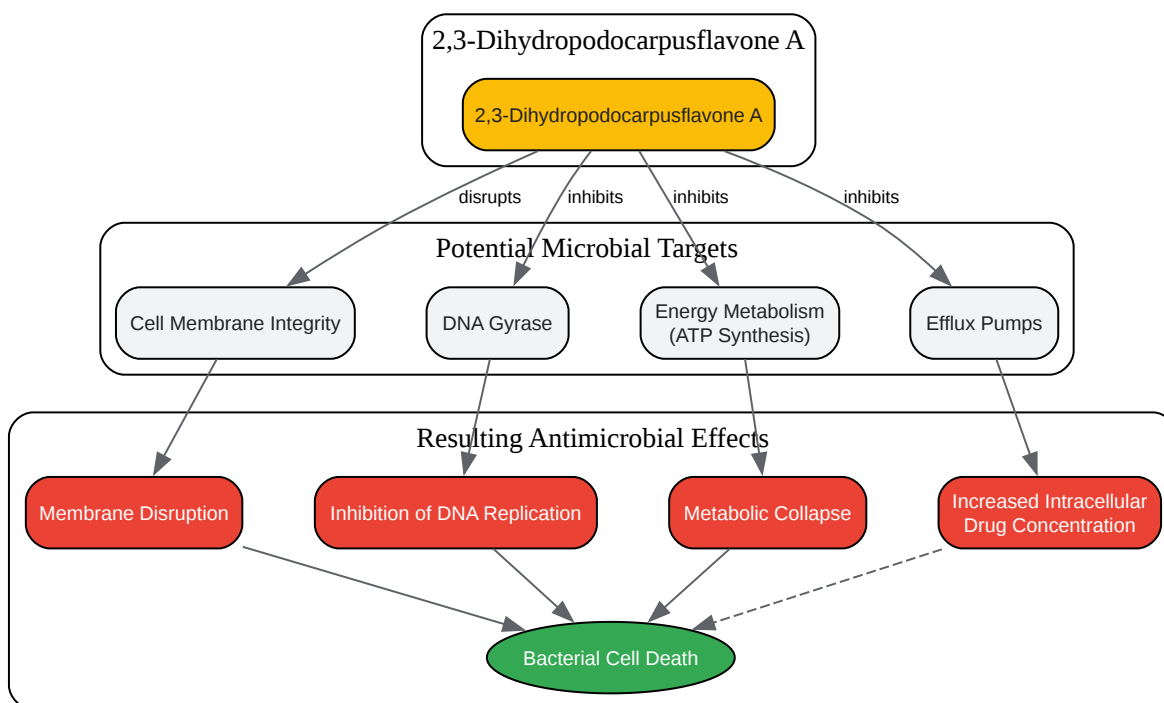 2,3-Dihydropodocarpusflavone A
2,3-Dihydropodocarpusflavone A
disrupts
inhibits
inhibits
inhibits
Potential Microbial Targets
Cell Membrane Integrity
DNA Gyrase
Energy Metabolism
(ATP Synthesis)
Efflux Pumps
Resulting Antimicrobial Effects
Membrane Disruption
Inhibition of DNA Replication
Metabolic Collapse
Increased Intracellular
Drug Concentration
Bacterial Cell Death